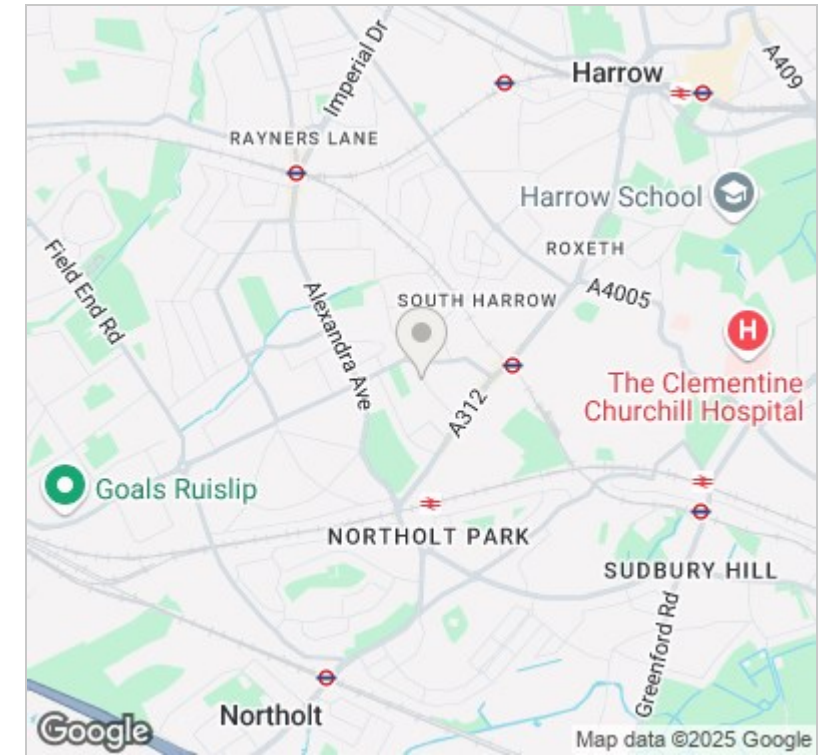 Imperial Dr
Harrow
A409
RAYNERS LANE
Harrow School
Field End Rd
ROXETH
Alexandra Ave
SOUTH HARROW
A4005
H
The Clementine
Churchill Hospital
A312
Goals Ruislip
NORTHOLT PARK
SUDBURY HILL
Greenford Rd
Northolt
Google
Map data ©2025 Google